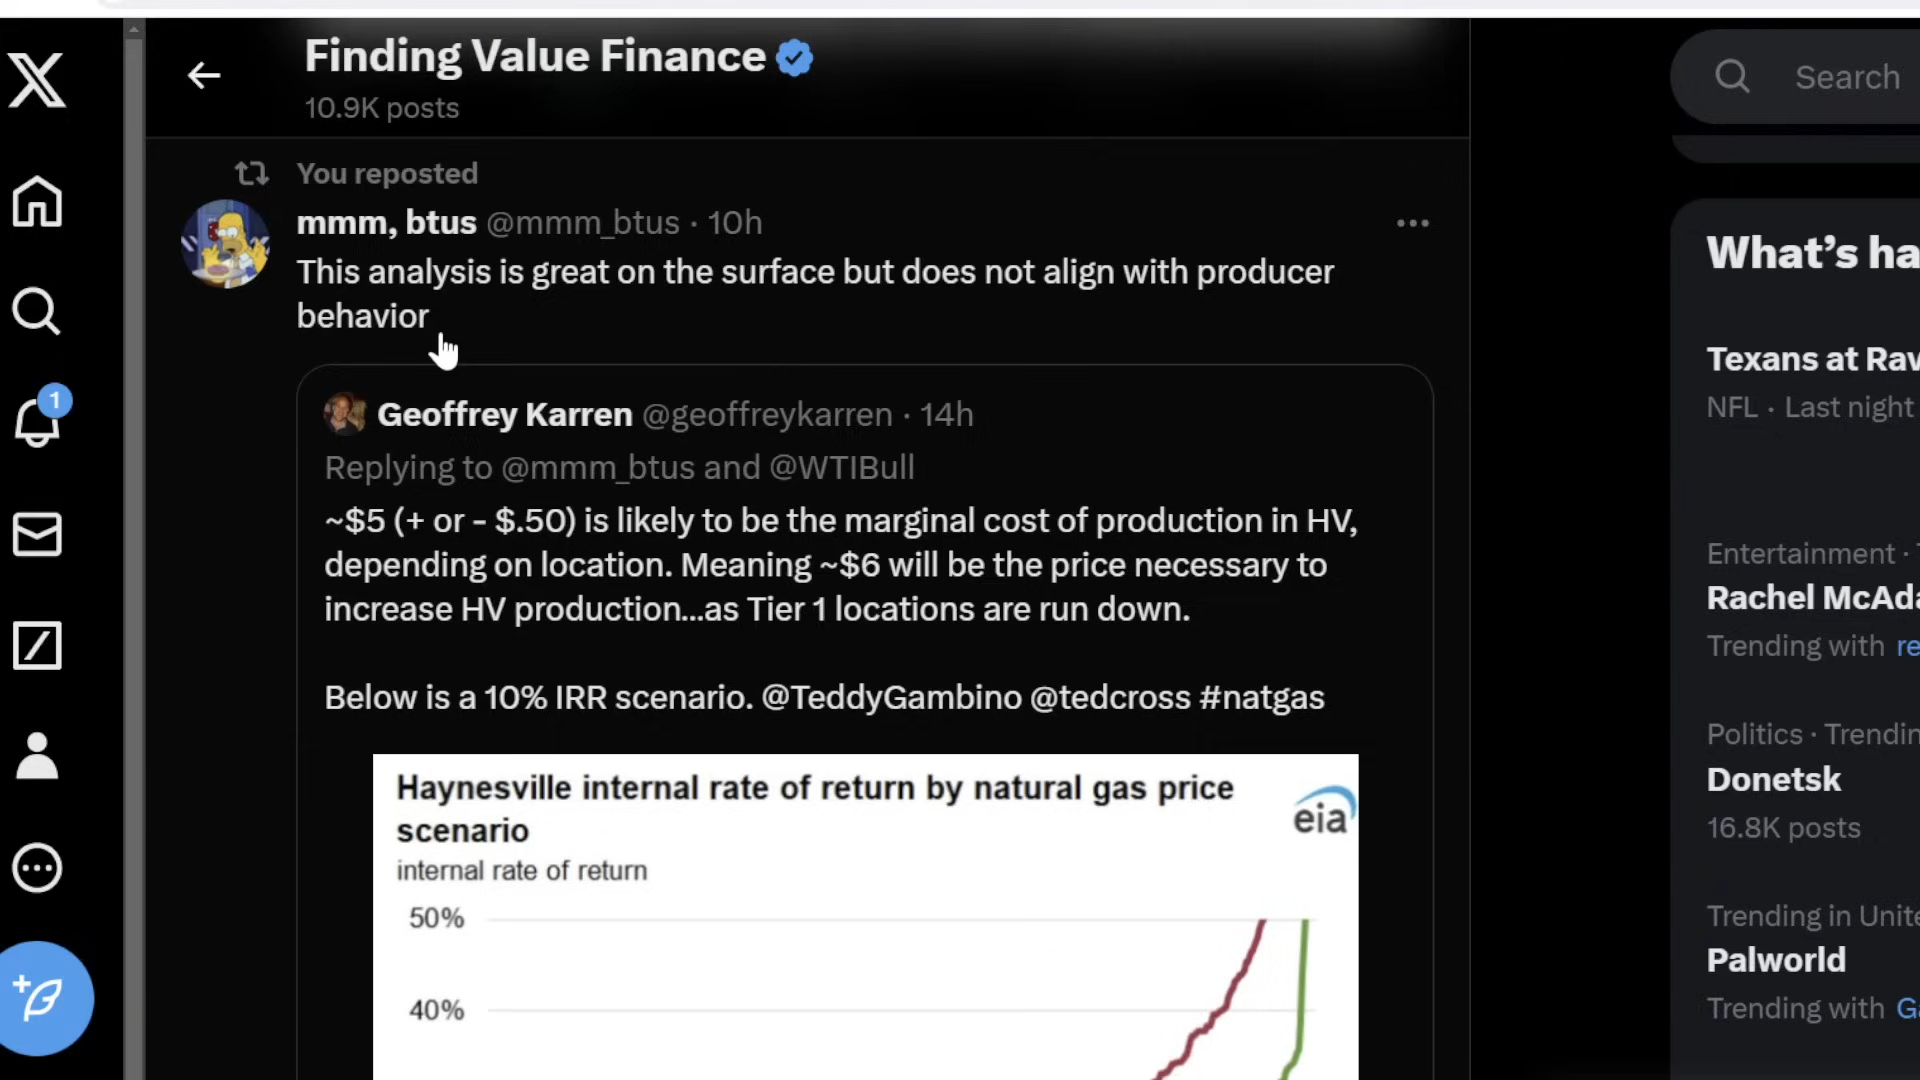 Finding Value Finance
10.9K posts
Search
You reposted
mmm, btus @mmm_btus · 10h
This analysis is great on the surface but does not align with producer
behavior
Geoffrey Karren @geoffreykarren · 14h
Replying to @mmm_btus and @WTIBull
~$5 (+ or - $.50) is likely to be the marginal cost of production in HV,
depending on location. Meaning ~$6 will be the price necessary to
increase HV production...as Tier 1 locations are run down.
Below is a 10% IRR scenario. @TeddyGambino @tedcross #natgas
Haynesville internal rate of return by natural gas price
scenario
eia
internal rate of return
50%
40%
1
What's ha
Texans at Rav
NFL · Last night
Entertainment ·
Rachel McAda
Trending with re
Politics · Trendin
Donetsk
16.8K posts
Trending in Unite
Palworld
Trending with Ga